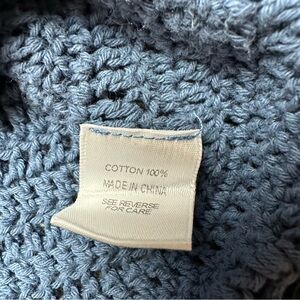 COTTON 100%
MADE IN CHINA
SEE REVERSE
FOR CARE